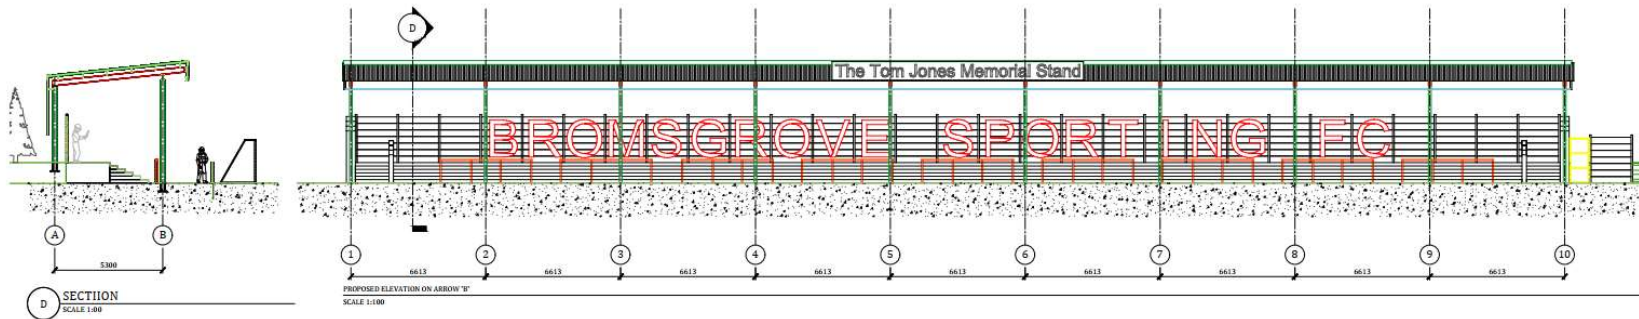 D
The Tom Jones Memorial Stand
BROMSGROVE SPORTING FC
A B
5300
D SECTIION
SCALE 1:00
1 2 3 4 5 6 7 8 9 10
6613 6613 6613 6613 6613 6613 6613 6613 6613
PROPOSED ELEVATION ON ARROW "B"
SCALE 1:100